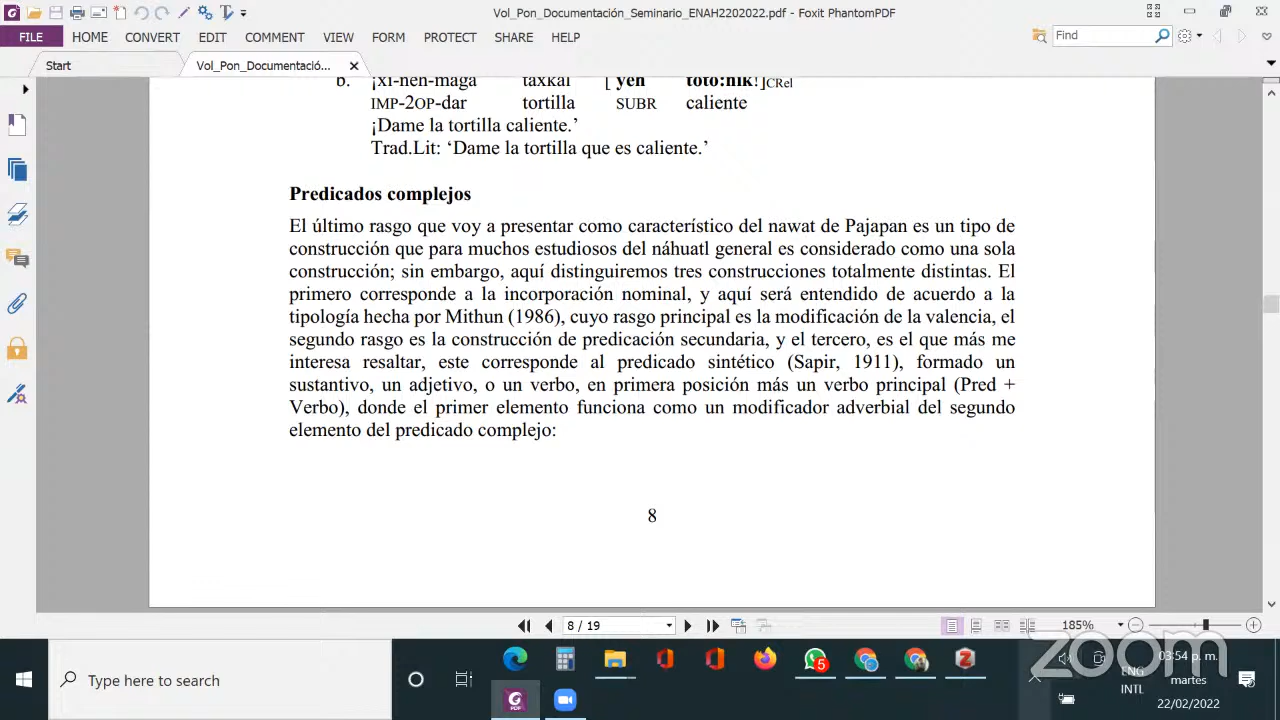 Vol_Pon_Documentación_Seminario_ENAH2202022.pdf - Foxit PhantomPDF
FILE HOME CONVERT EDIT COMMENT VIEW FORM PROTECT SHARE HELP Find
Start Vol_Pon_Documentació...
b. ¡xi-nen-maga taxkal [ yeh toto:nik!]CRel
IMP-2OP-dar tortilla SUBR caliente
¡Dame la tortilla caliente.’
Trad.Lit: ‘Dame la tortilla que es caliente.’
Predicados complejos
El último rasgo que voy a presentar como característico del nawat de Pajapan es un tipo de
construcción que para muchos estudiosos del náhuatl general es considerado como una sola
construcción; sin embargo, aquí distinguiremos tres construcciones totalmente distintas. El
primero corresponde a la incorporación nominal, y aquí será entendido de acuerdo a la
tipología hecha por Mithun (1986), cuyo rasgo principal es la modificación de la valencia, el
segundo rasgo es la construcción de predicación secundaria, y el tercero, es el que más me
interesa resaltar, este corresponde al predicado sintético (Sapir, 1911), formado un
sustantivo, un adjetivo, o un verbo, en primera posición más un verbo principal (Pred +
Verbo), donde el primer elemento funciona como un modificador adverbial del segundo
elemento del predicado complejo:
8
8 / 19 185%
zoom
Type here to search
5
ENG
INTL
03:54 p. m.
martes
22/02/2022